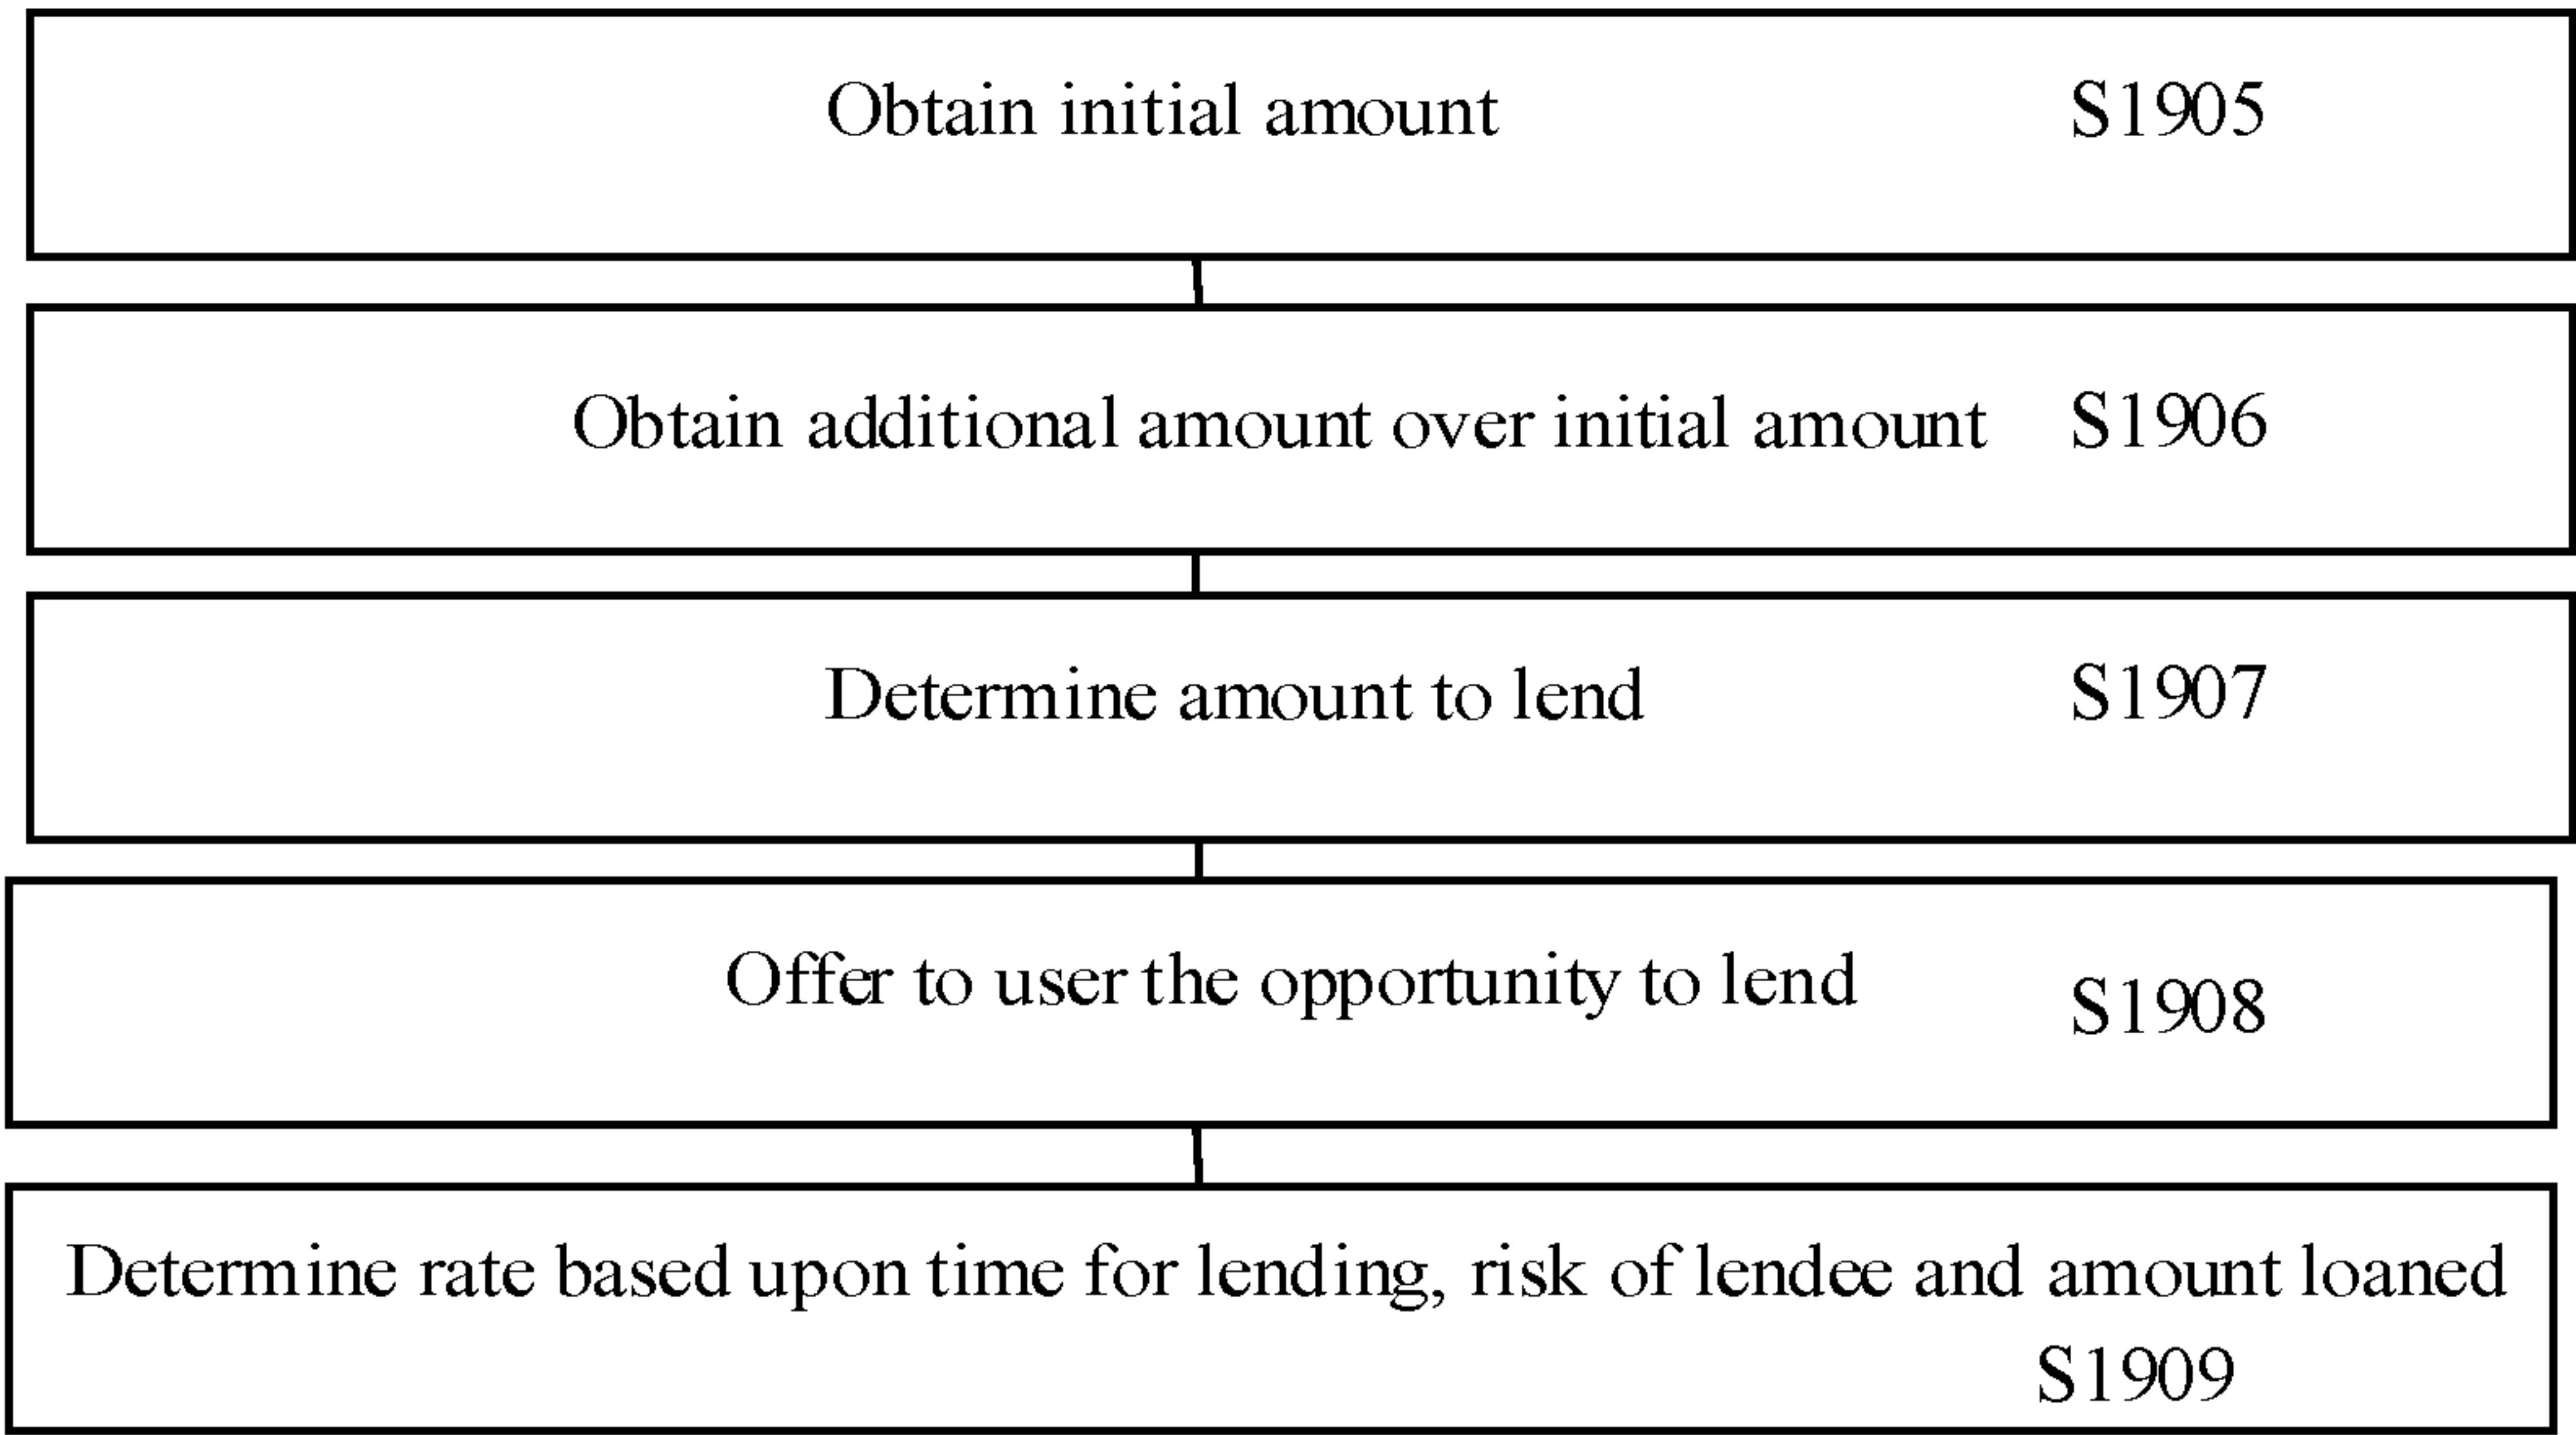 Obtain initial amount S1905
Obtain additional amount over initial amount S1906
Determine amount to lend S1907
Offer to user the opportunity to lend S1908
Determine rate based upon time for lending, risk of lendee and amount loaned
S1909